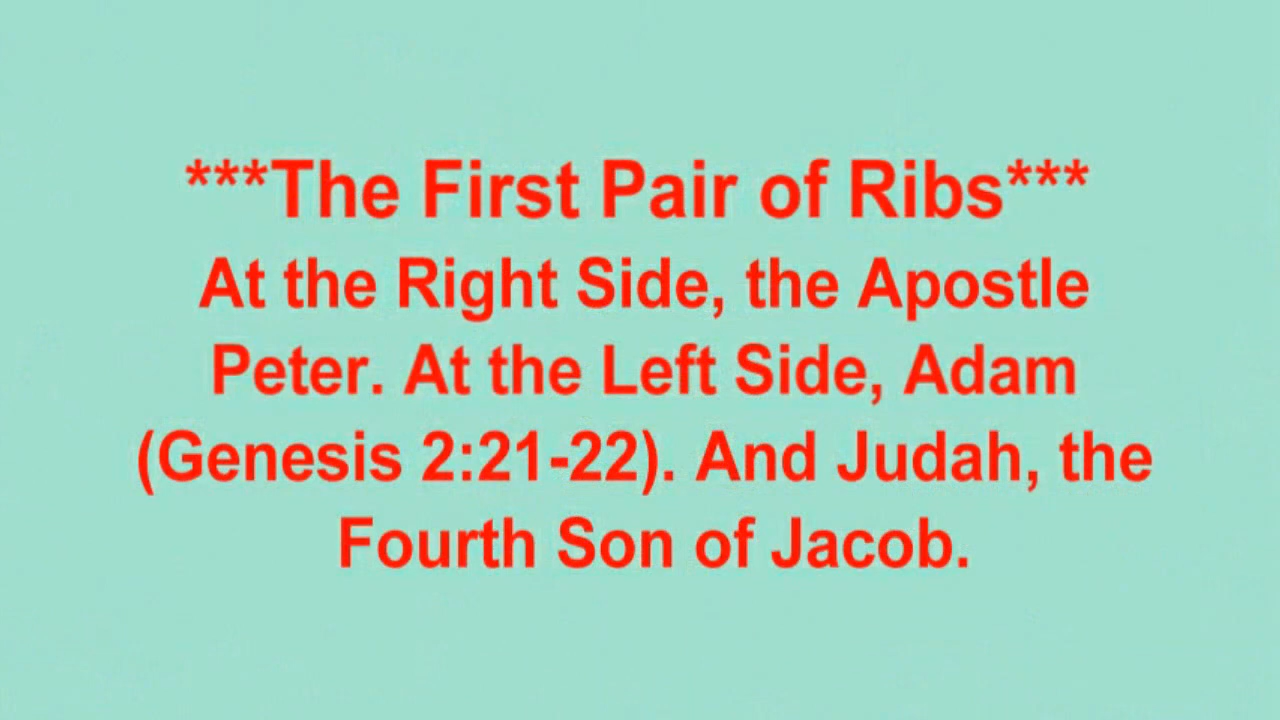 ***The First Pair of Ribs***
At the Right Side, the Apostle
Peter. At the Left Side, Adam
(Genesis 2:21-22). And Judah, the
Fourth Son of Jacob.